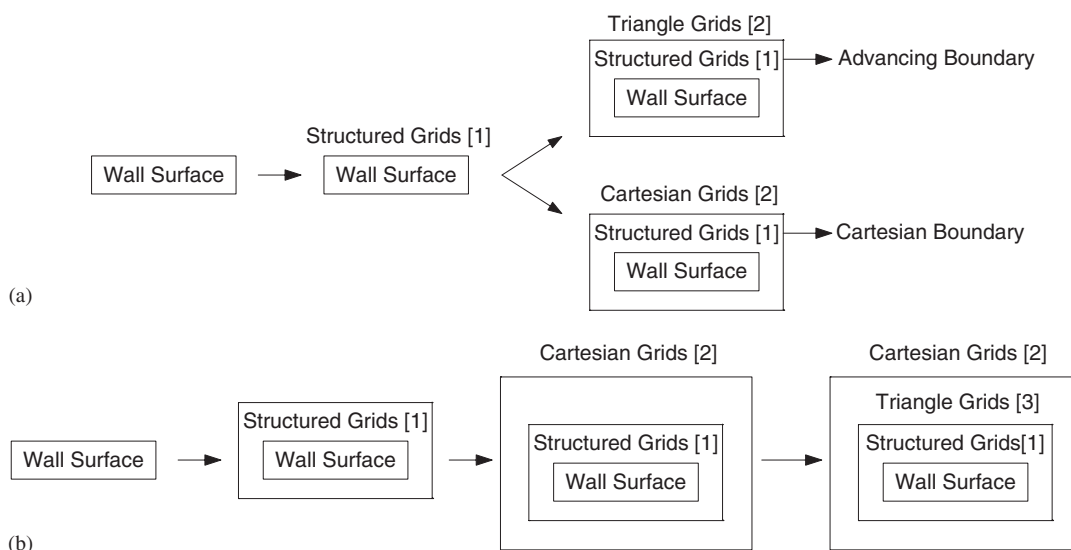 Triangle Grids [2]
Structured Grids [1]
Advancing Boundary
Wall Surface
Structured Grids [1]
Wall Surface
Wall Surface
Cartesian Grids [2]
Structured Grids [1]
Cartesian Boundary
Wall Surface
(a)
Cartesian Grids [2]
Cartesian Grids [2]
Triangle Grids [3]
Structured Grids [1]
Structured Grids [1]
Structured Grids[1]
Wall Surface
Wall Surface
Wall Surface
Wall Surface
(b)